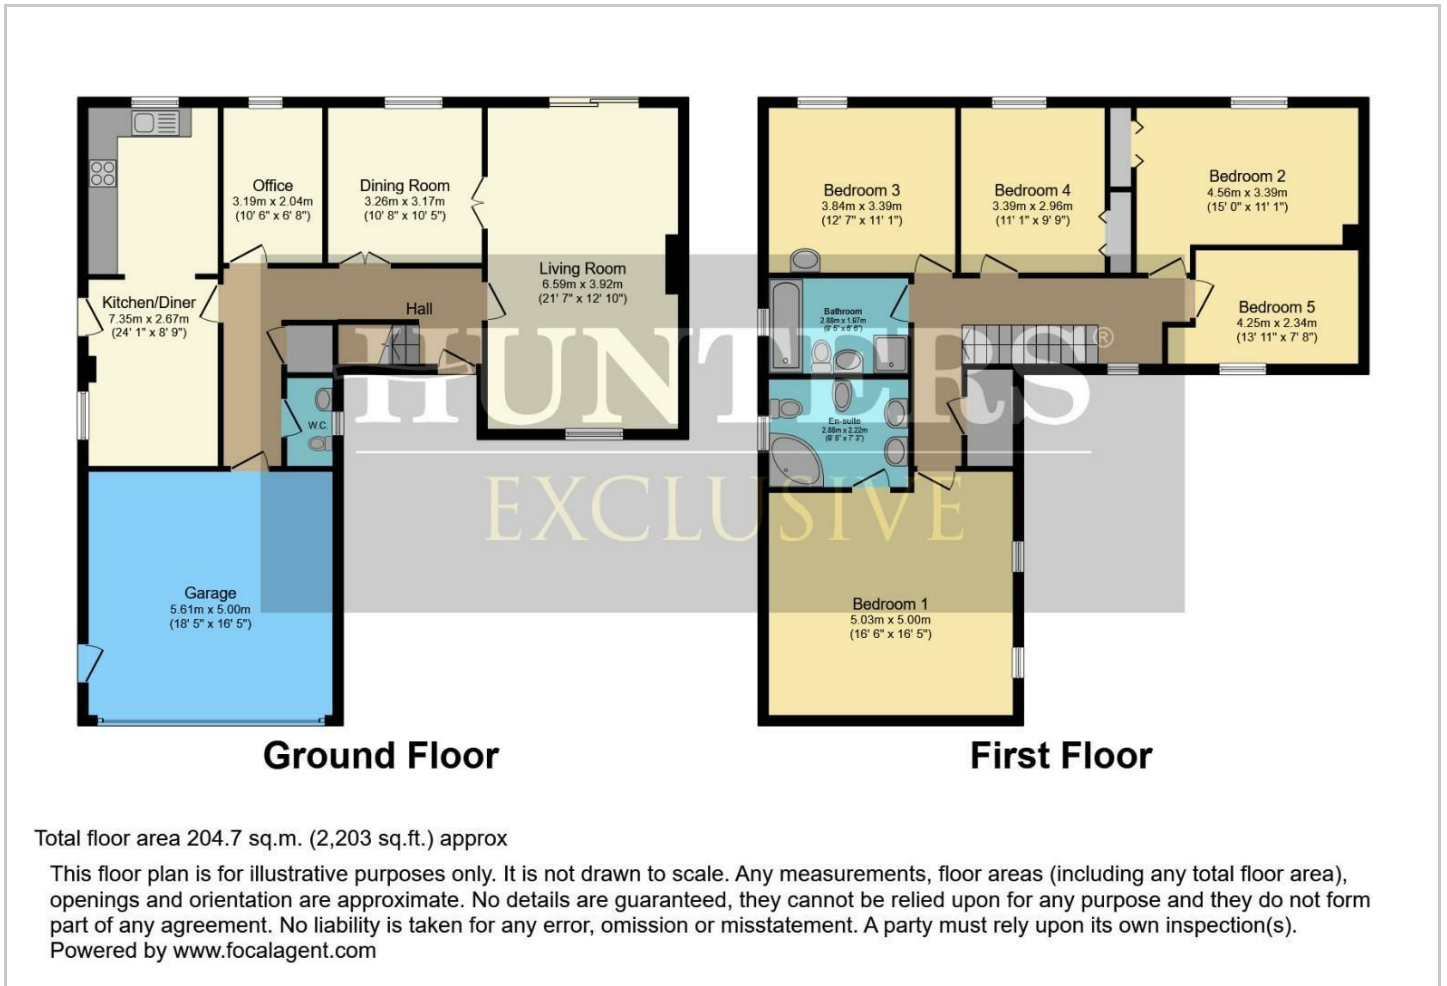 Office
3.19m x 2.04m
(10' 6" x 6' 8")
Dining Room
3.26m x 3.17m
(10' 8" x 10' 5")
Living Room
6.59m x 3.92m
(21' 7" x 12' 10")
Kitchen/Diner
7.35m x 2.67m
(24' 1" x 8' 9")
Hall
W.C.
Garage
5.61m x 5.00m
(18' 5" x 16' 5")
Ground Floor
Bedroom 3
3.84m x 3.39m
(12' 7" x 11' 1")
Bedroom 4
3.39m x 2.96m
(11' 1" x 9' 9")
Bedroom 2
4.56m x 3.39m
(15' 0" x 11' 1")
Bedroom 5
4.25m x 2.34m
(13' 11" x 7' 8")
Bathroom
2.88m x 1.97m
(9' 5" x 6' 6")
En-suite
2.88m x 2.22m
(9' 5" x 7' 3")
Bedroom 1
5.03m x 5.00m
(16' 6" x 16' 5")
First Floor
HUNTERS®
EXCLUSIVE
Total floor area 204.7 sq.m. (2,203 sq.ft.) approx
This floor plan is for illustrative purposes only. It is not drawn to scale. Any measurements, floor areas (including any total floor area),
openings and orientation are approximate. No details are guaranteed, they cannot be relied upon for any purpose and they do not form
part of any agreement. No liability is taken for any error, omission or misstatement. A party must rely upon its own inspection(s).
Powered by www.focalagent.com